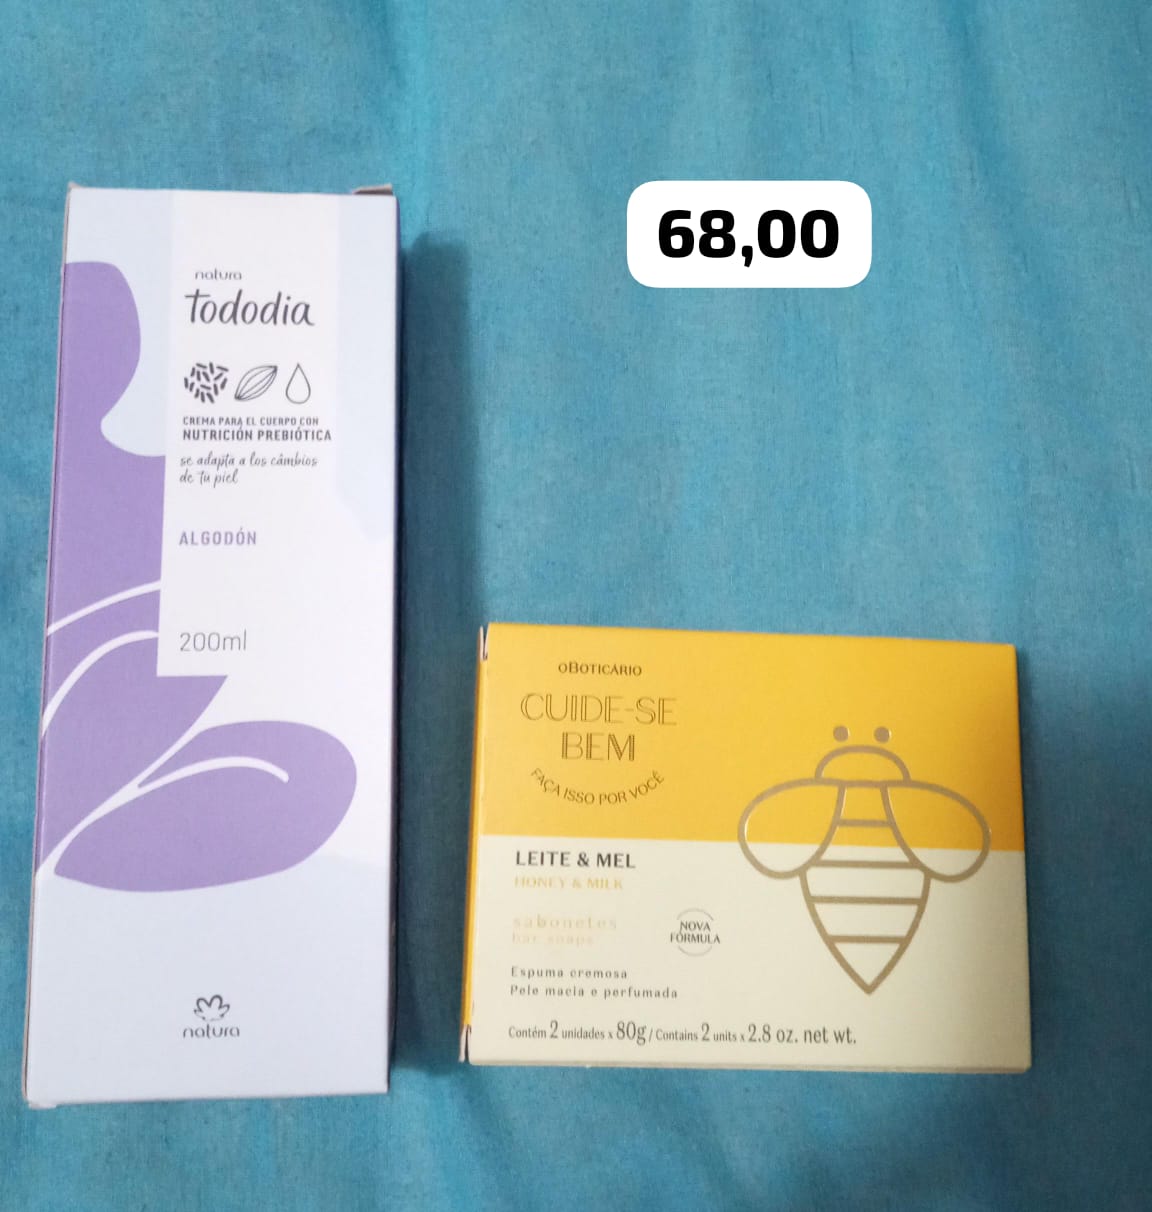 natura
Tododia
CREMA PARA EL CUERPO CON
NUTRICIÓN PREBIÓTICA
se adapta a los câmbios
de tu piel
ALGODÓN
200ml
natura
68,00
oBOTICÁRIO
CUIDE-SE
BEM
FAÇA ISSO POR VOCÊ
LEITE & MEL
HONEY & MILK
sabonetes
bar soaps
NOVA
FÓRMULA
Espuma cremosa
Pele macia e perfumada
Contém 2 unidades x 80g / Contains 2 units x 2.8 oz. net wt.